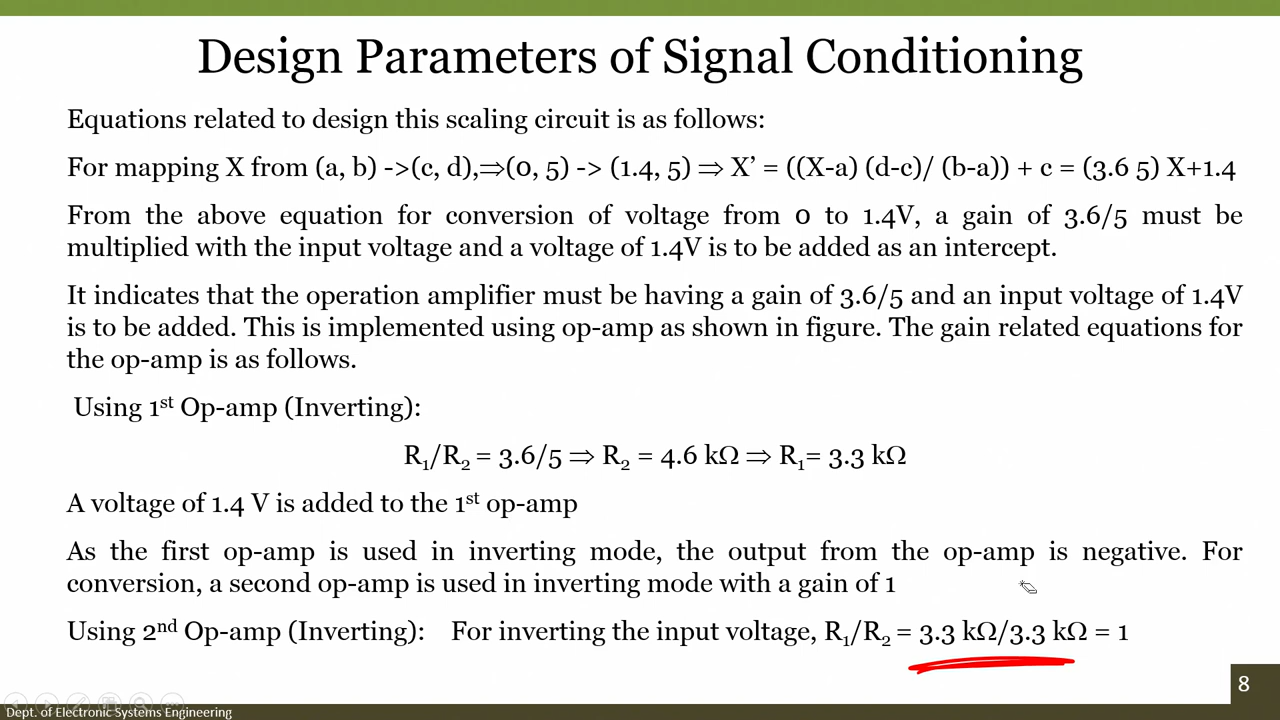 Design Parameters of Signal Conditioning
Equations related to design this scaling circuit is as follows:
For mapping X from (a, b) ->(c, d),⇒(0, 5) -> (1.4, 5) ⇒ X’ = ((X-a) (d-c)/ (b-a)) + c = (3.6 5) X+1.4
From the above equation for conversion of voltage from 0 to 1.4V, a gain of 3.6/5 must be
multiplied with the input voltage and a voltage of 1.4V is to be added as an intercept.
It indicates that the operation amplifier must be having a gain of 3.6/5 and an input voltage of 1.4V
is to be added. This is implemented using op-amp as shown in figure. The gain related equations for
the op-amp is as follows.
Using 1st Op-amp (Inverting):
R1/R2 = 3.6/5 ⇒ R2 = 4.6 kΩ ⇒ R1= 3.3 kΩ
A voltage of 1.4 V is added to the 1st op-amp
As the first op-amp is used in inverting mode, the output from the op-amp is negative. For
conversion, a second op-amp is used in inverting mode with a gain of 1
Using 2nd Op-amp (Inverting): For inverting the input voltage, R1/R2 = 3.3 kΩ/3.3 kΩ = 1
8
Dept. of Electronic Systems Engineering